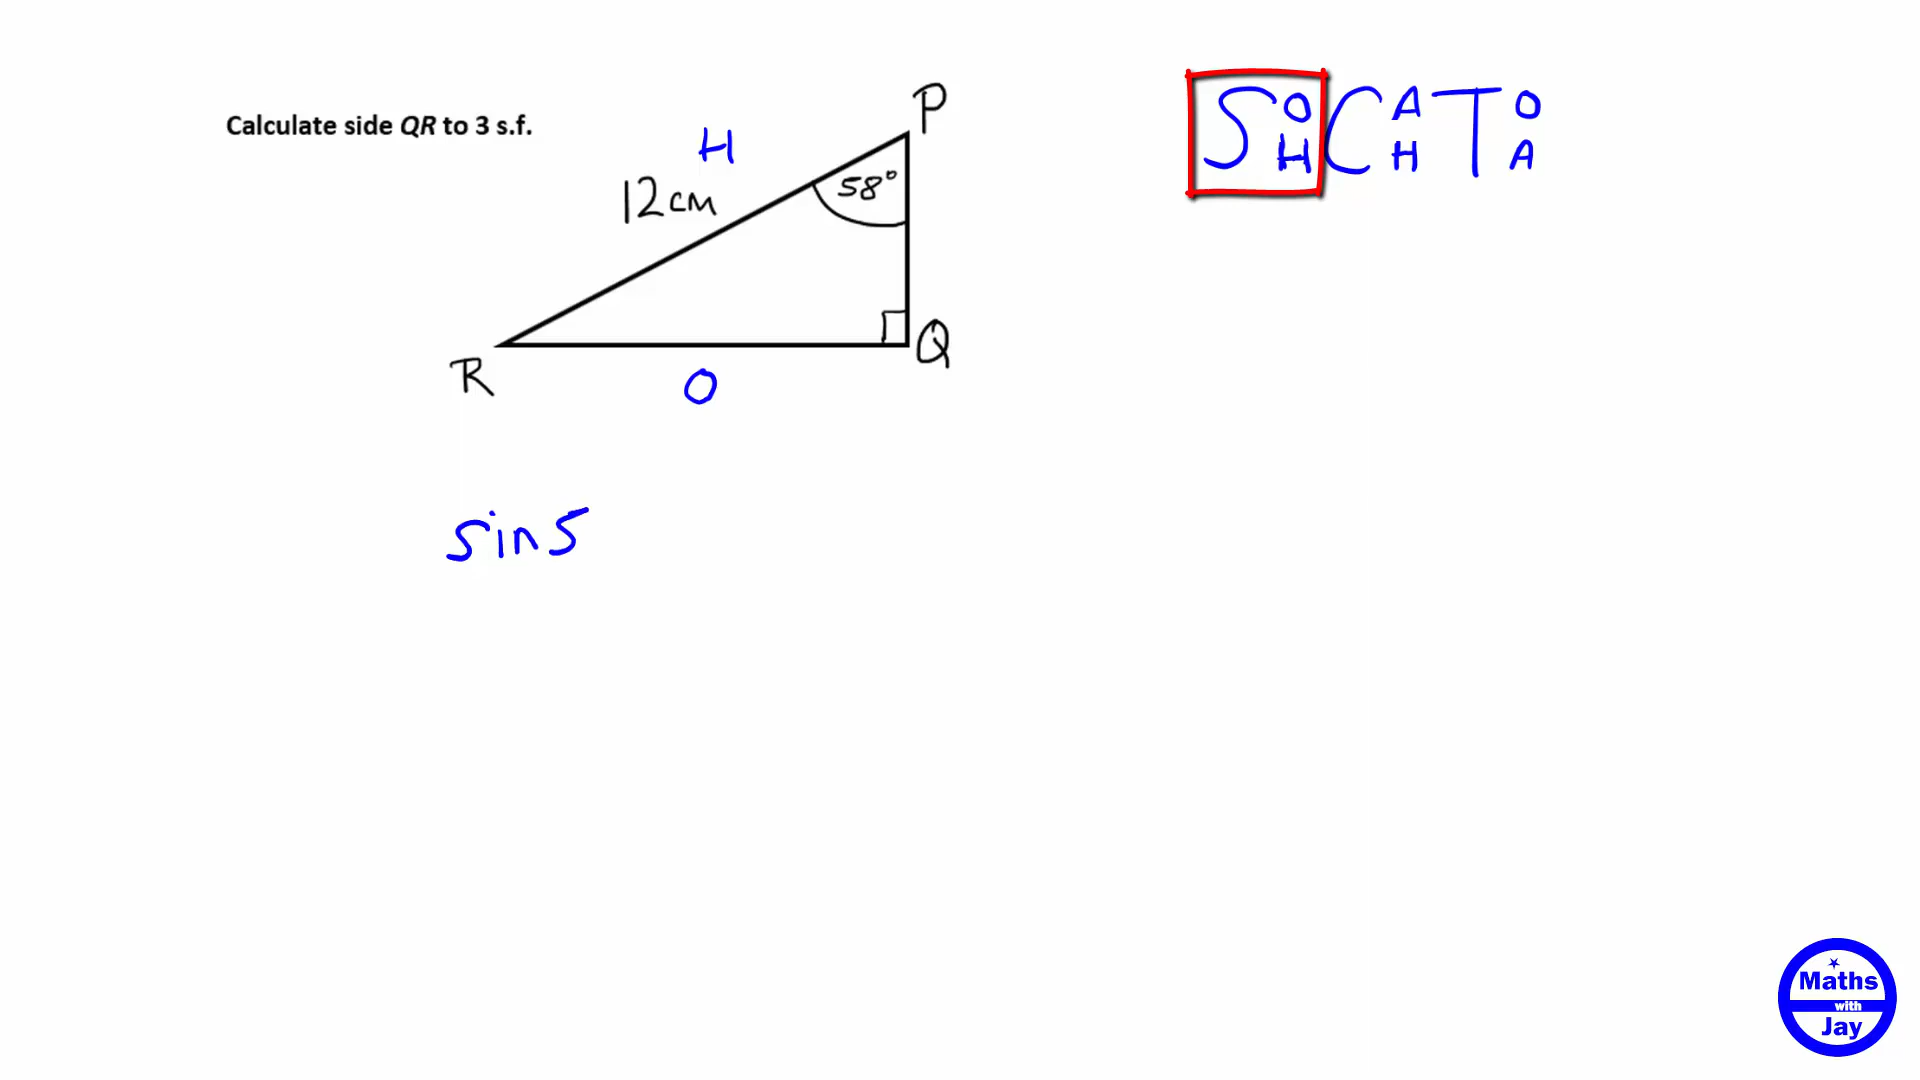 Calculate side QR to 3 s.f.
P
H
12cm
58°
R
Q
O
S O H C A H T O A
sin5
Maths
with
Jay